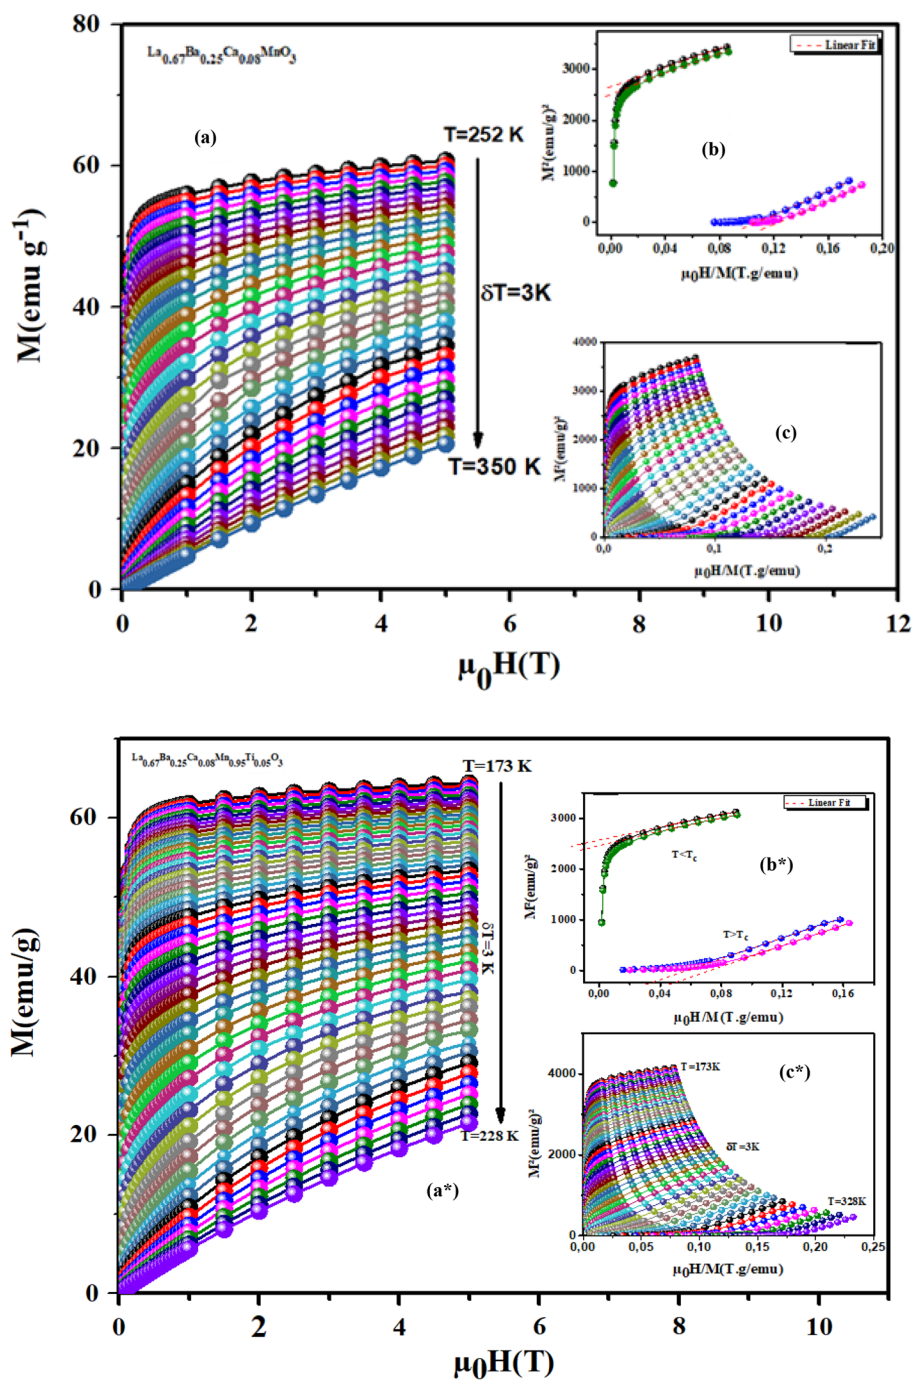 80
60
40
20
0
M(emu g⁻¹)
La₀.₆₇Ba₀.₂₅Ca₀.₀₈MnO₃
(a)
T=252 K
δT=3K
T=350 K
0 2 4 6 8 10 12
μ₀H(T)
Linear Fit
3000
2000
1000
0
M²(emu/g)²
(b)
0,00 0,04 0,08 0,12 0,16 0,20
μ₀H/M(T.g/emu)
4000
3000
2000
1000
0
M²(emu/g)²
(c)
0,0 0,1 0,2
μ₀H/M(T.g/emu)
60
40
20
0
M(emu/g)
La₀.₆₇Ba₀.₂₅Ca₀.₀₈Mn₀.₉₅Ti₀.₀₅O₃
T=173 K
δT=3 K
T=228 K
(a*)
0 2 4 6 8 10
μ₀H(T)
Linear Fit
3000
2000
1000
0
M²(emu/g)²
(b*)
T<Tc
T>Tc
0,00 0,04 0,08 0,12 0,16
μ₀H/M(T.g/emu)
4000
2000
0
M²(emu/g)²
T=173K
(c*)
δT=3K
T=328K
0,00 0,05 0,10 0,15 0,20 0,25
μ₀H/M(T.g/emu)